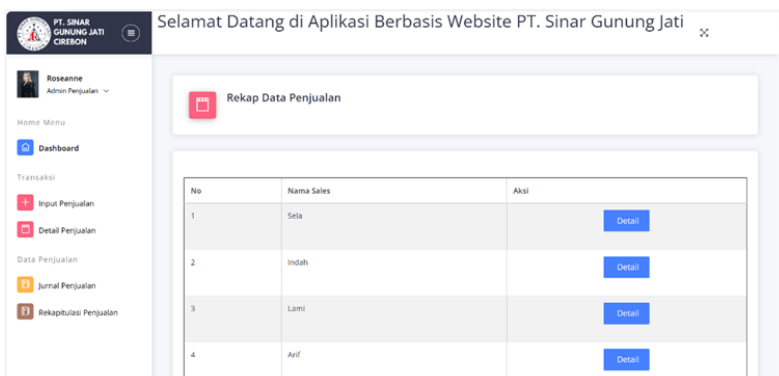 PT. SINAR
GUNUNG JATI
CIREBON
Selamat Datang di Aplikasi Berbasis Website PT. Sinar Gunung Jati
Roseanne
Admin Penjualan
Home Menu
Dashboard
Transaksi
Input Penjualan
Detail Penjualan
Data Penjualan
Jurnal Penjualan
Rekapitulasi Penjualan
Rekap Data Penjualan
No Nama Sales Aksi
1 Sela Detail
2 Indah Detail
3 Lami Detail
4 Arif Detail